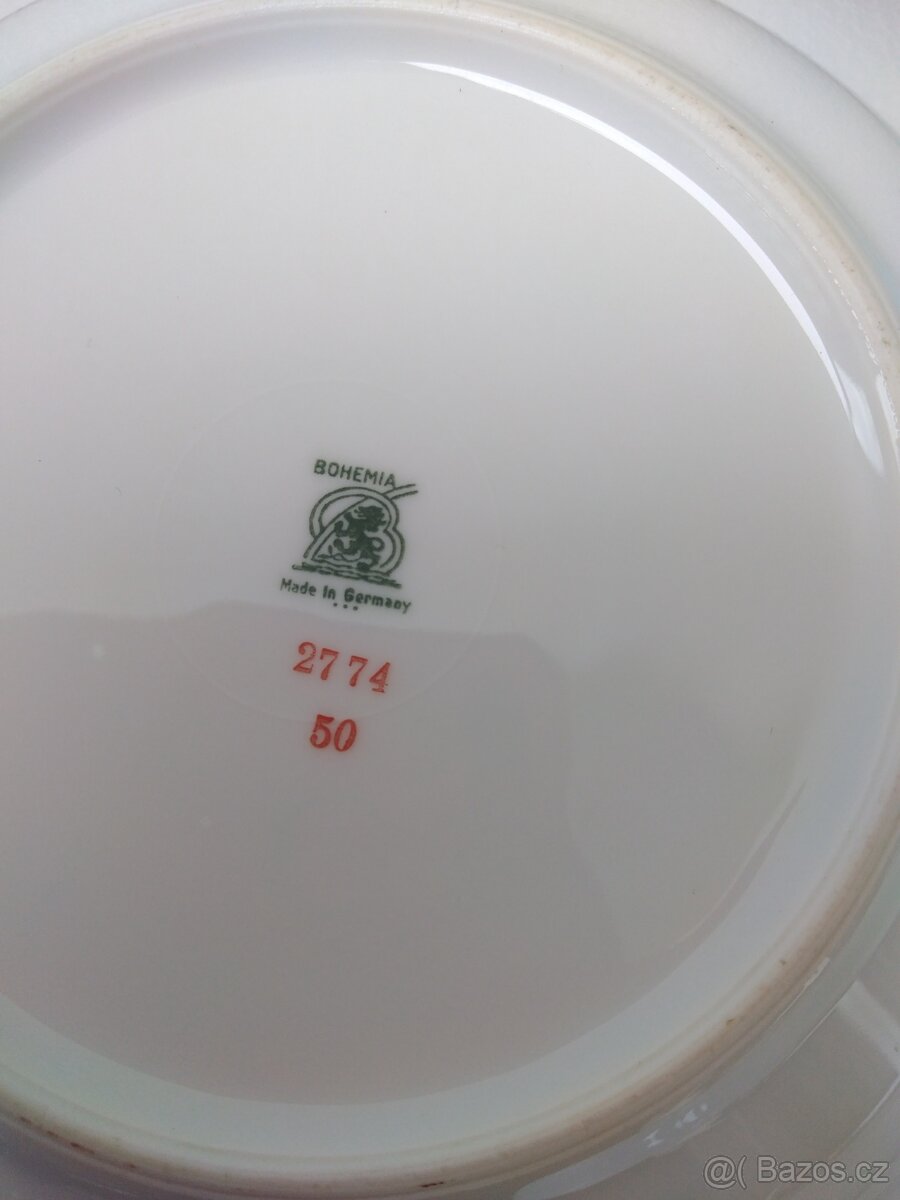 BOHEMIA
B
Made in Germany
2774
50
@( Bazos.cz